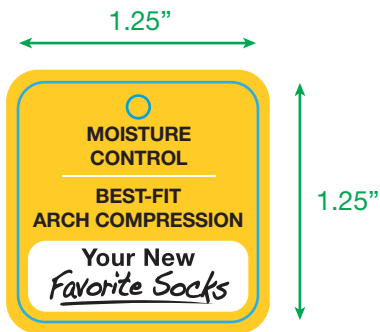 1.25”
MOISTURE
CONTROL
BEST-FIT
ARCH COMPRESSION
1.25”
Your New
Favorite Socks